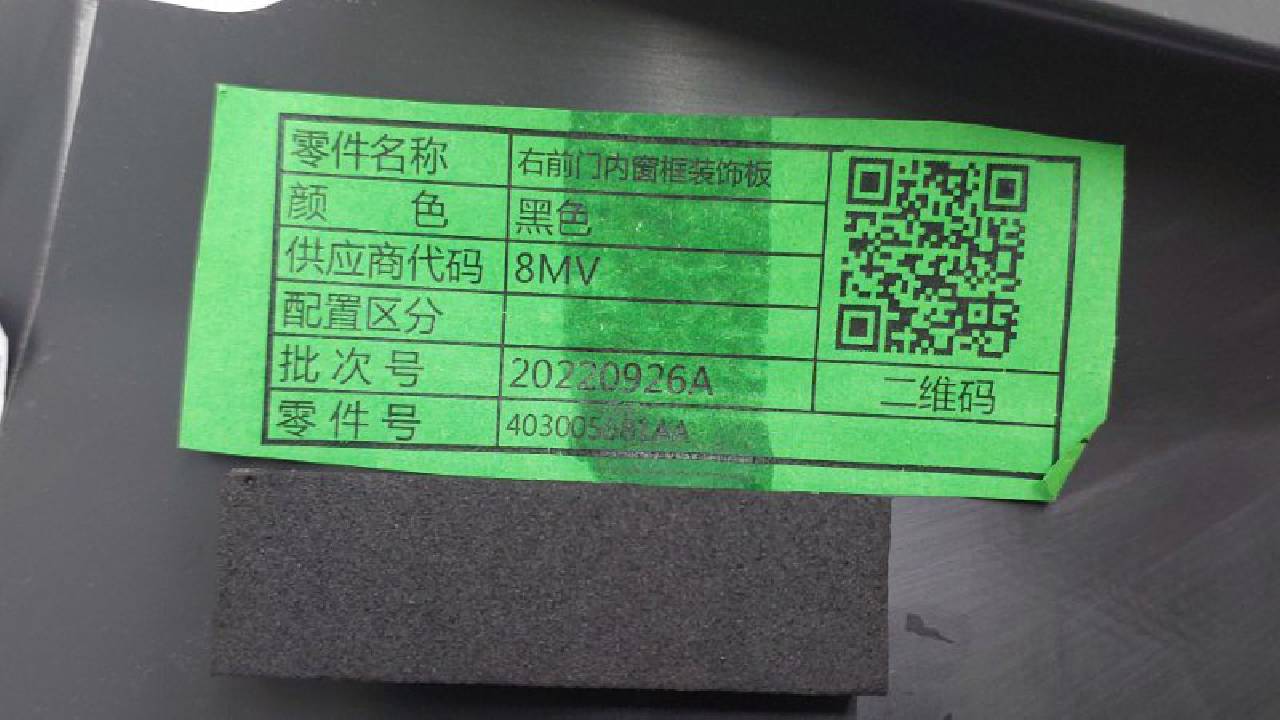 零件名称 右前门内窗框装饰板
颜 色 黑色
供应商代码 8MV
配置区分
批次号 20220926A
零件号 403005581AA
二维码